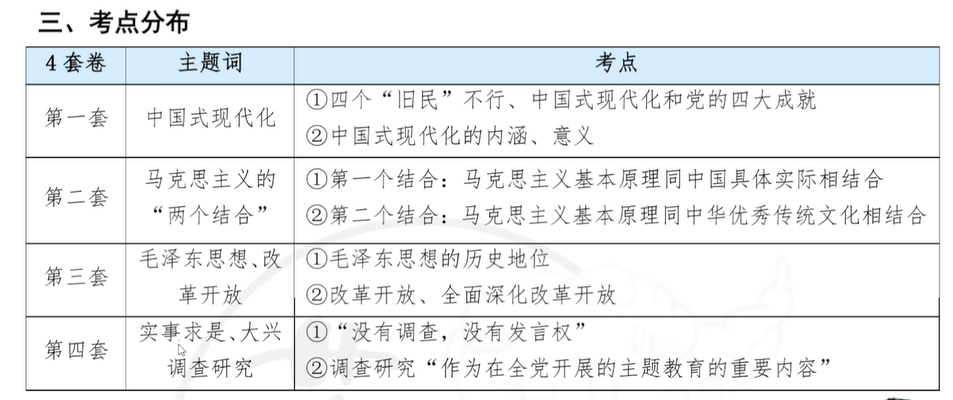 三、考点分布
4 套卷 主题词 考点
第一套 中国式现代化 ①四个“旧民”不行、中国式现代化和党的四大成就
②中国式现代化的内涵、意义
第二套 马克思主义的 ①第一个结合：马克思主义基本原理同中国具体实际相结合
“两个结合” ②第二个结合：马克思主义基本原理同中华优秀传统文化相结合
第三套 毛泽东思想、改 ①毛泽东思想的历史地位
革开放 ②改革开放、全面深化改革开放
第四套 实事求是、大兴 ①“没有调查，没有发言权”
调查研究 ②调查研究“作为在全党开展的主题教育的重要内容”